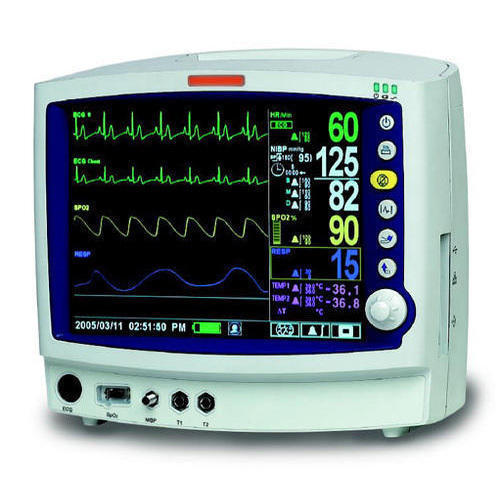 ECG II
HR/Min
60
ECG
NIBP mmHg
125
95)
ECG Chest
82
S
M
D
SPO2
SPO2%
90
RESP
RESP
15
TEMP1 °C -36.1
TEMP2 °C -36.8
ΔT °C
2005/03/11 02:51:50 PM
ECG
SpO2
NIBP
T1
T2